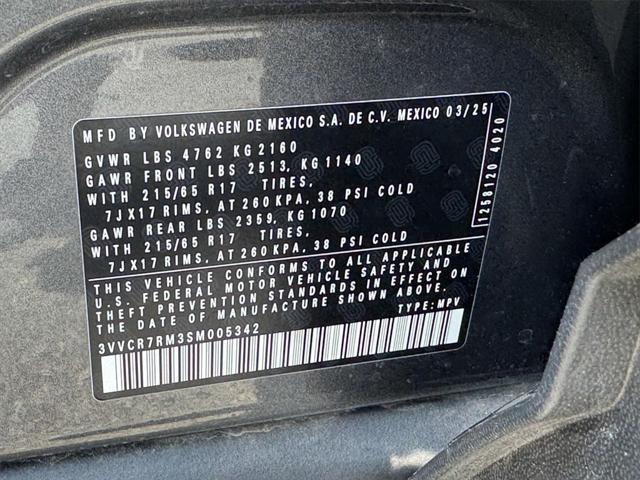 MFD BY VOLKSWAGEN DE MEXICO S.A. DE C.V. MEXICO 03/25
GVWR LBS 4762 KG 2160
GAWR FRONT LBS 2513, KG 1140
WITH 215/65 R17 TIRES,
7JX17 RIMS, AT 260 KPA, 38 PSI COLD
GAWR REAR LBS 2359, KG 1070
WITH 215/65 R17 TIRES,
7JX17 RIMS, AT 260 KPA, 38 PSI COLD
THIS VEHICLE CONFORMS TO ALL APPLICABLE
U.S. FEDERAL MOTOR VEHICLE SAFETY AND
THEFT PREVENTION STANDARDS IN EFFECT ON
THE DATE OF MANUFACTURE SHOWN ABOVE.
3VVCR7RM3SM005342 TYPE: MPV
1258120 4020